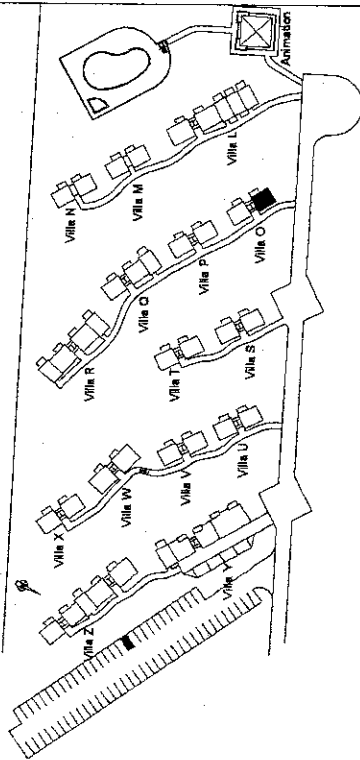 Animation
Villa L
Villa M
Villa N
Villa O
Villa P
Villa Q
Villa R
Villa S
Villa T
Villa U
Villa V
Villa W
Villa X
Villa Y
Villa Z